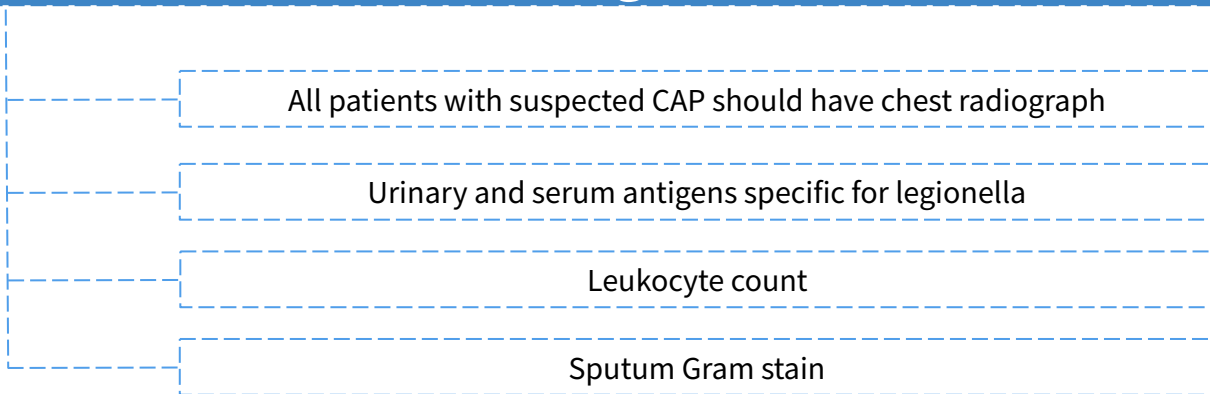 All patients with suspected CAP should have chest radiograph
Urinary and serum antigens specific for legionella
Leukocyte count
Sputum Gram stain